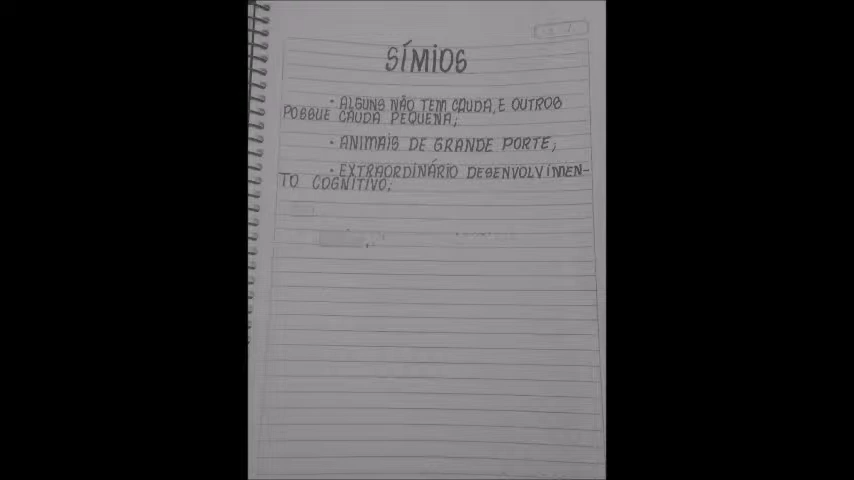 SÍMIOS
• ALGUNS NÃO TEM CAUDA, E OUTROS
POSSUE CAUDA PEQUENA;
• ANIMAIS DE GRANDE PORTE;
• EXTRAORDINÁRIO DESENVOLVIMEN-
TO COGNITIVO;